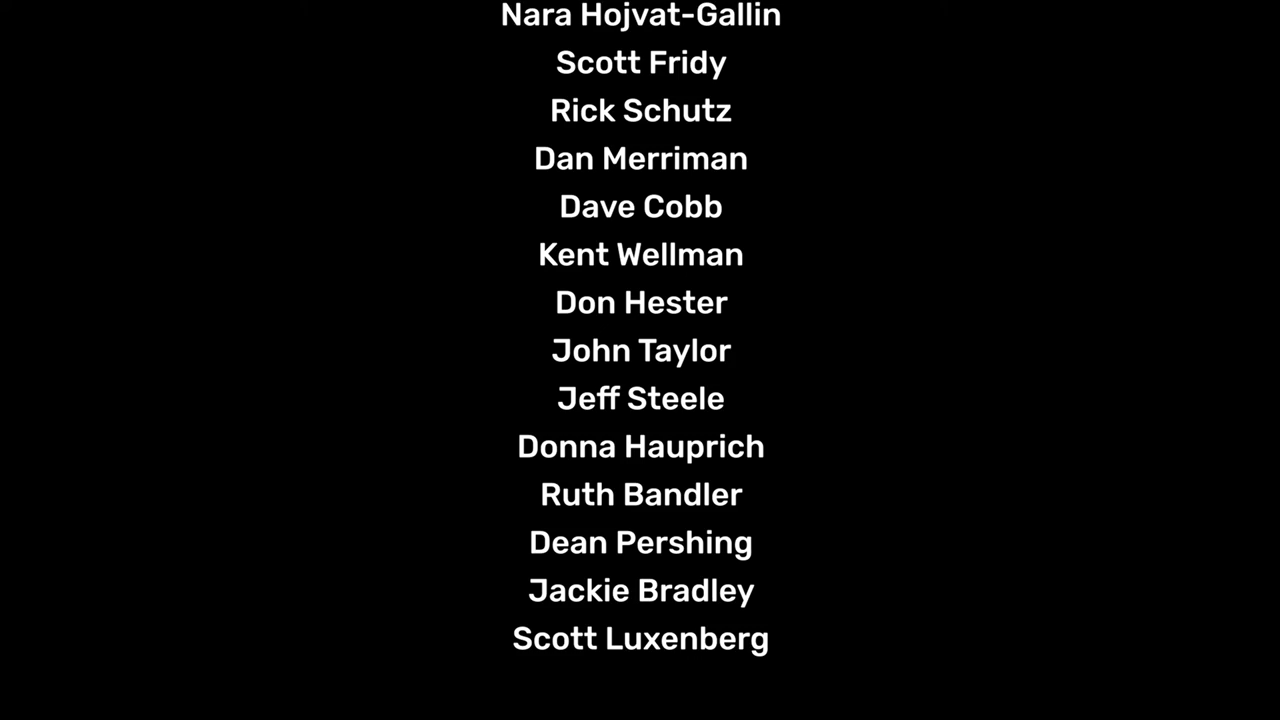 Nara Hojvat-Gallin
Scott Fridy
Rick Schutz
Dan Merriman
Dave Cobb
Kent Wellman
Don Hester
John Taylor
Jeff Steele
Donna Hauprich
Ruth Bandler
Dean Pershing
Jackie Bradley
Scott Luxenberg